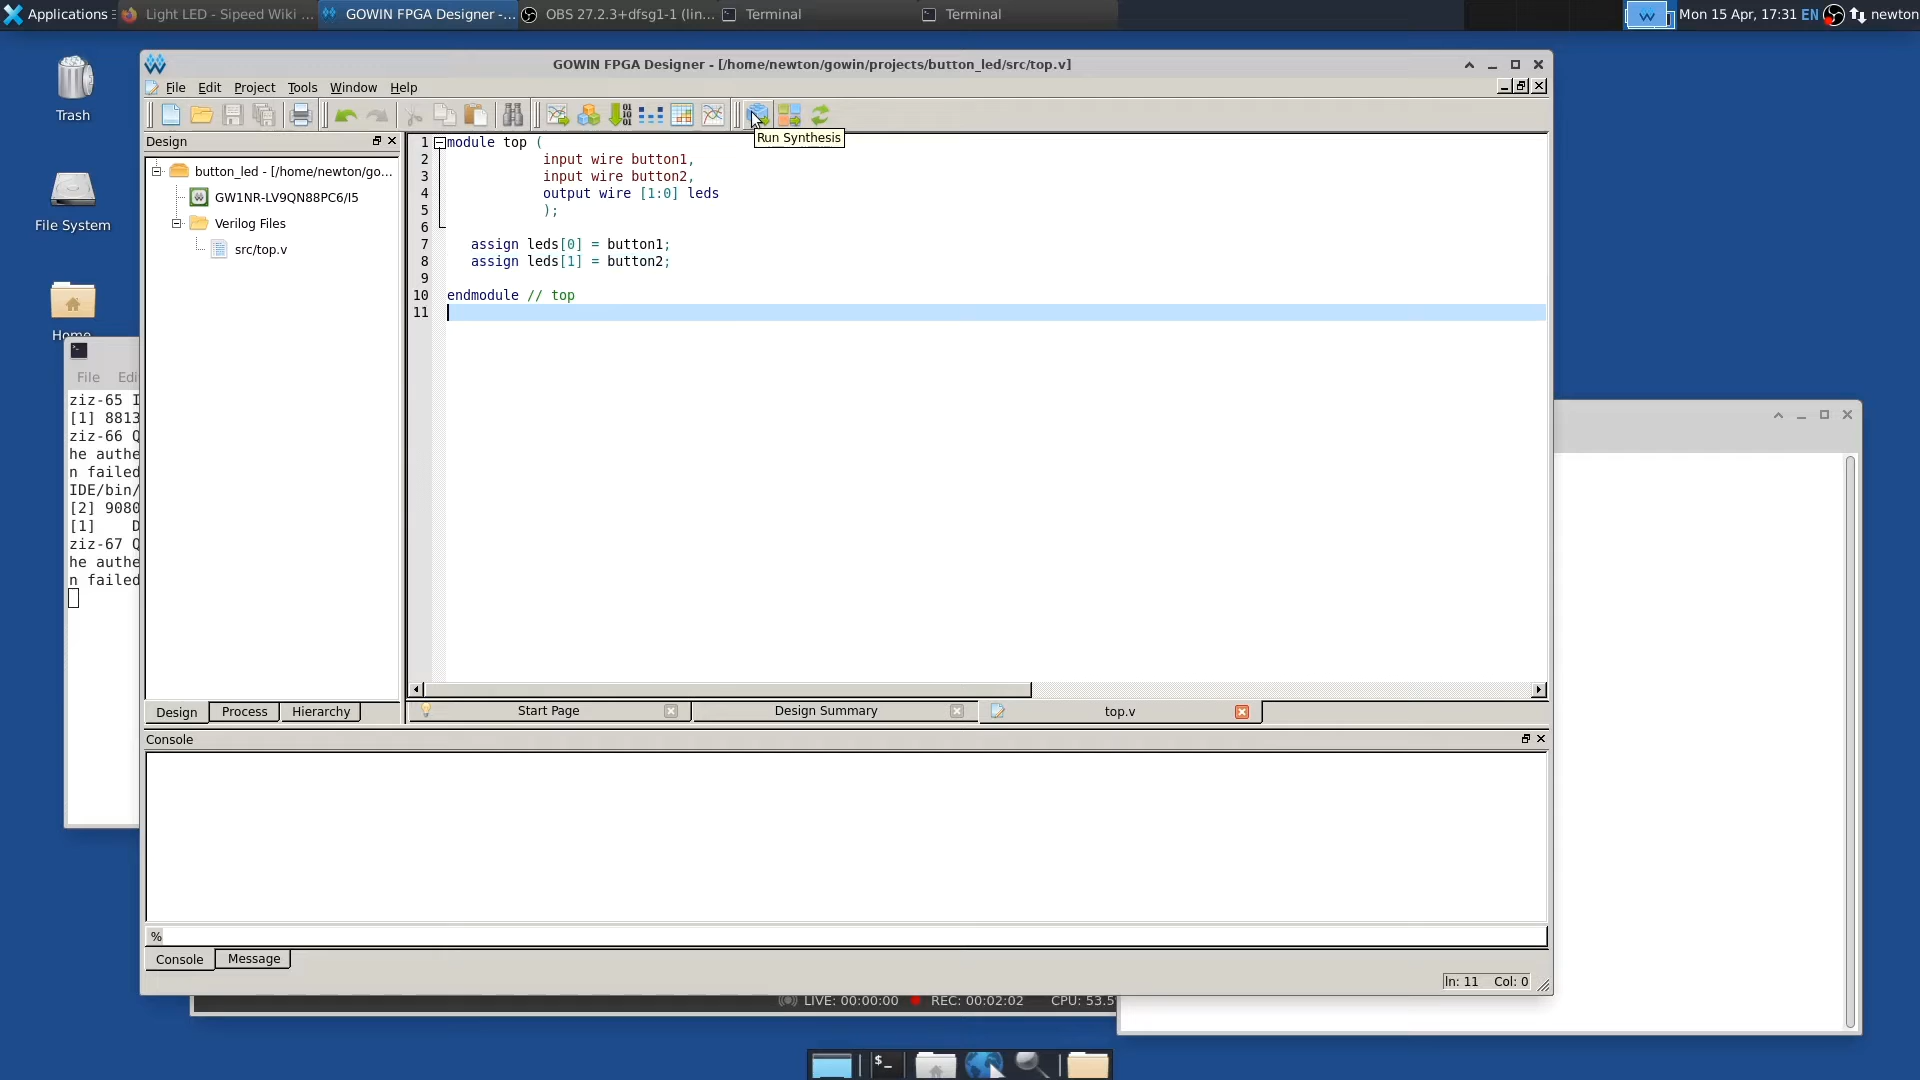 Applications
Light LED - Sipeed Wiki ...
GOWIN FPGA Designer -...
OBS 27.2.3+dfsg1-1 (lin...
Terminal
Terminal
Mon 15 Apr, 17:31 EN
newton
Trash
File System
Home
GOWIN FPGA Designer - [/home/newton/gowin/projects/button_led/src/top.v]
File Edit Project Tools Window Help
Run Synthesis
Design
button_led - [/home/newton/go...
GW1NR-LV9QN88PC6/I5
Verilog Files
src/top.v
1 module top (
2 input wire button1,
3 input wire button2,
4 output wire [1:0] leds
5 );
6
7 assign leds[0] = button1;
8 assign leds[1] = button2;
9
10 endmodule // top
11
File Edi
ziz-65 I
[1] 8813
ziz-66 Q
he authe
n failed
IDE/bin/
[2] 9080
[1] D
ziz-67 Q
he authe
n failed
Design Process Hierarchy
Start Page
Design Summary
top.v
Console
%
Console Message
ln: 11 Col: 0
LIVE: 00:00:00 REC: 00:02:02 CPU: 53.5